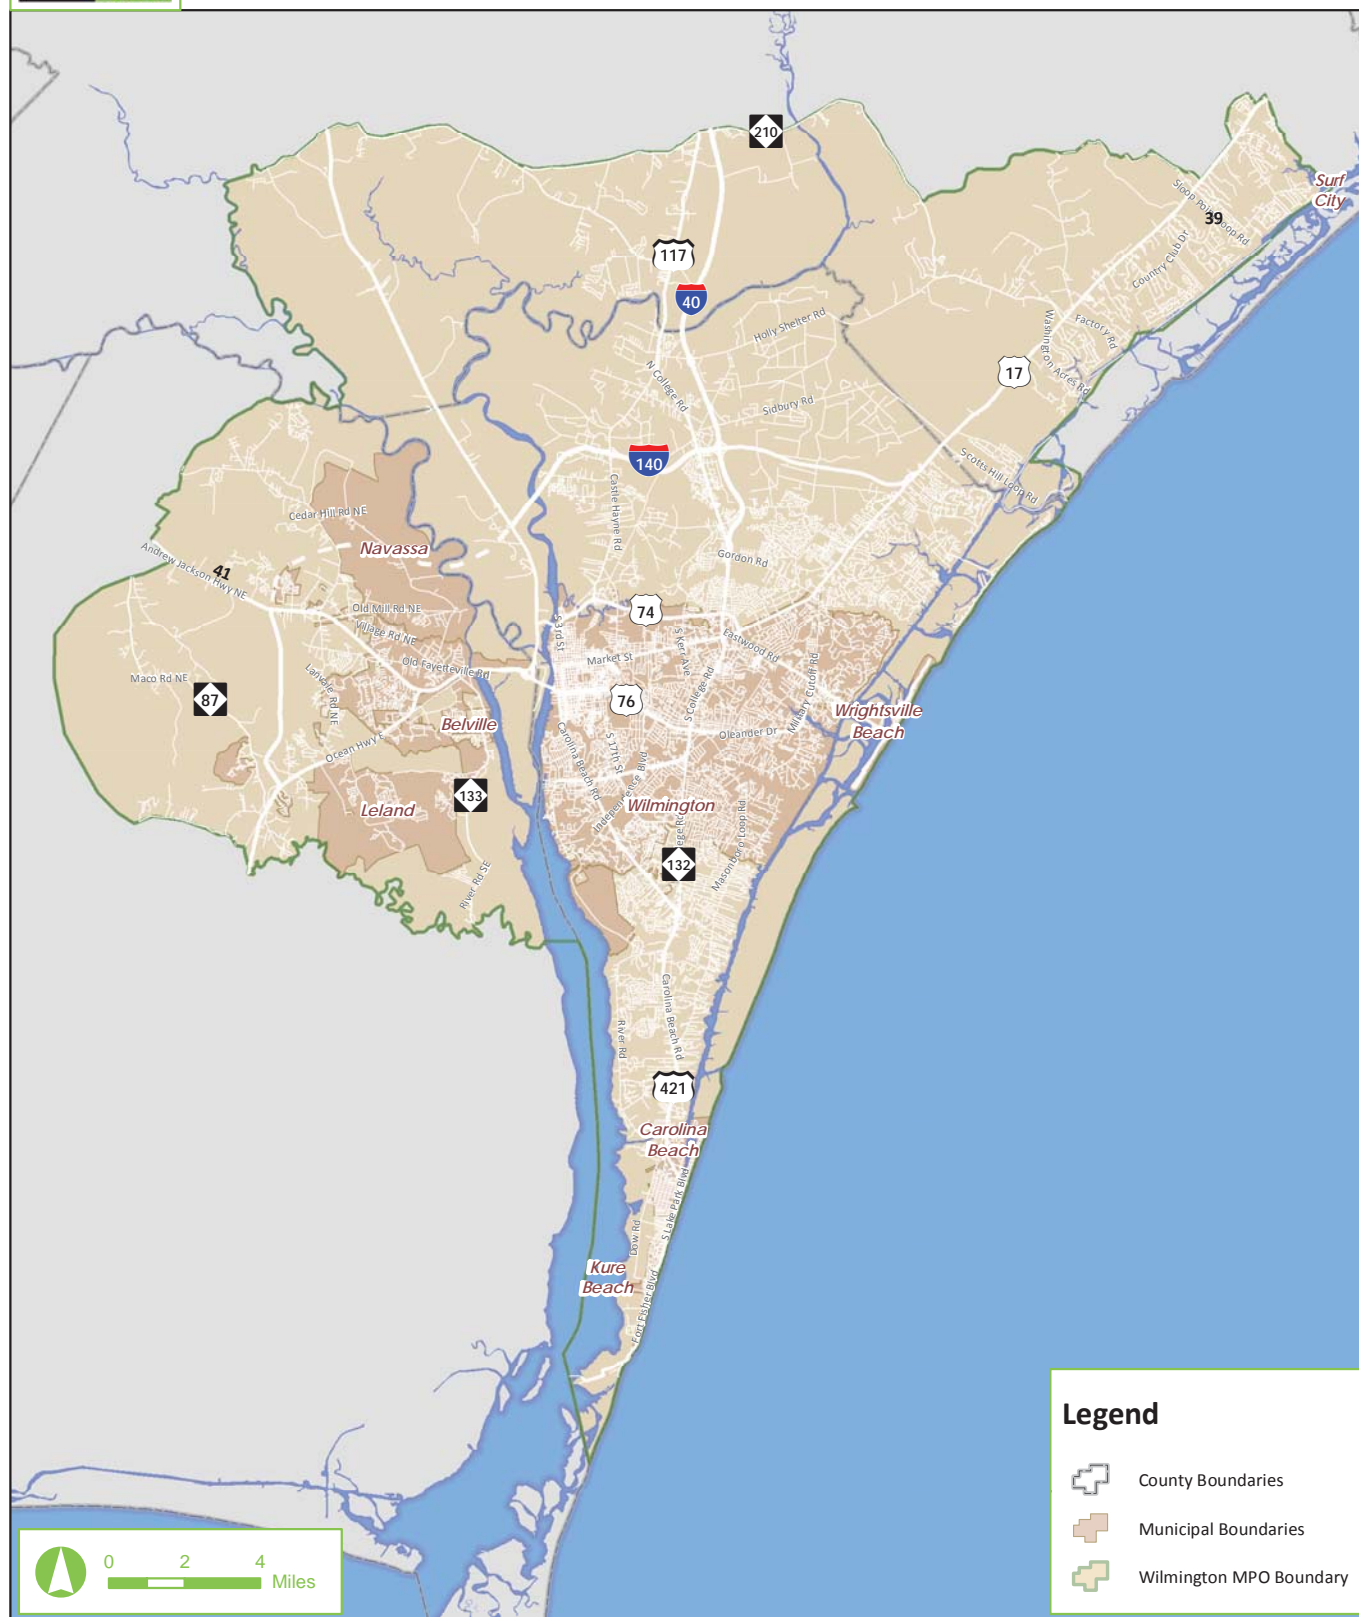 210
Surf
City
Sloop Point Loop Rd
39
Country Club Dr
117
40
Holly Shelter Rd
Washington Acres Rd
Factory Rd
17
N College Rd
Sidbury Rd
140
Scotts Hill Loop Rd
Castle Hayne Rd
Cedar Hill Rd NE
Navassa
Andrew Jackson Hwy NE
41
Gordon Rd
Old Mill Rd NE
74
Village Rd NE
S 3rd St
S Kerr Ave
Eastwood Rd
Market St
Old Fayetteville Rd
Lanvale Rd NE
Maco Rd NE
87
76
S College Rd
Military Cutoff Rd
Wrightsville
Beach
Belville
Oleander Dr
Ocean Hwy E
Carolina Beach Rd
S 17th St
Independence Blvd
133
Leland
Wilmington
ege Rd
132
Masonboro Loop Rd
River Rd SE
River Rd
Carolina Beach Rd
421
Carolina
Beach
S Lake Park Blvd
Dow Rd
Kure
Beach
Fort Fisher Blvd
Legend
County Boundaries
Municipal Boundaries
Wilmington MPO Boundary
0 2 4
Miles